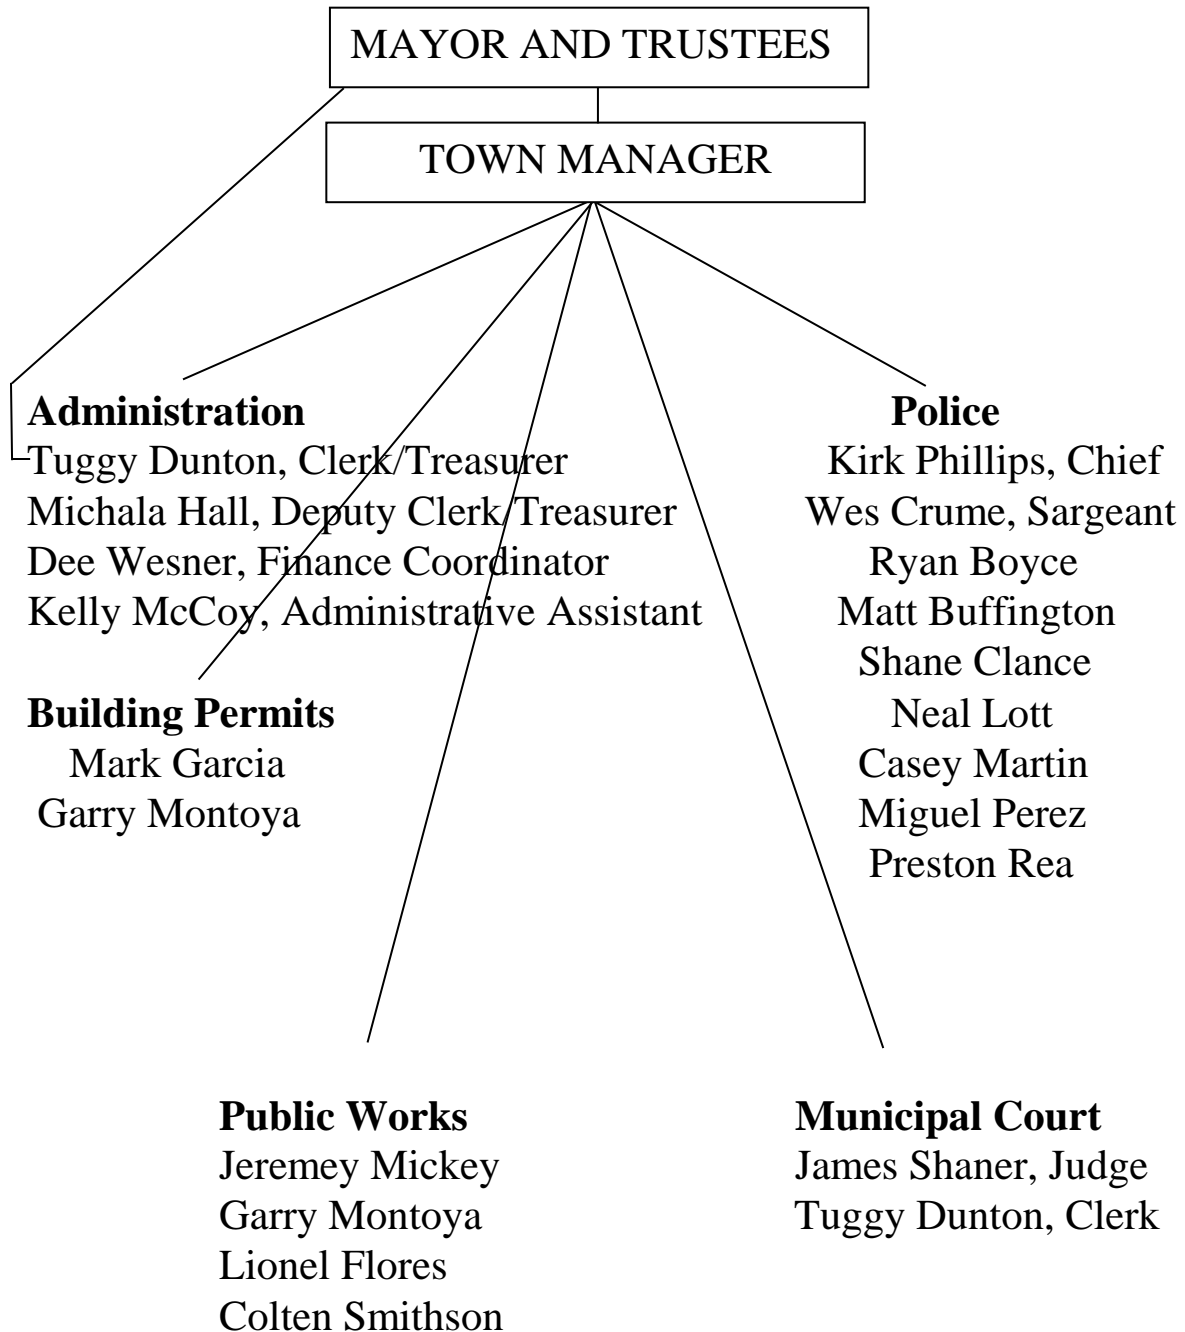 MAYOR AND TRUSTEES
TOWN MANAGER
Administration
Tuggy Dunton, Clerk/Treasurer
Michala Hall, Deputy Clerk/Treasurer
Dee Wesner, Finance Coordinator
Kelly McCoy, Administrative Assistant
Building Permits
Mark Garcia
Garry Montoya
Police
Kirk Phillips, Chief
Wes Crume, Sargeant
Ryan Boyce
Matt Buffington
Shane Clance
Neal Lott
Casey Martin
Miguel Perez
Preston Rea
Public Works
Jeremey Mickey
Garry Montoya
Lionel Flores
Colten Smithson
Municipal Court
James Shaner, Judge
Tuggy Dunton, Clerk